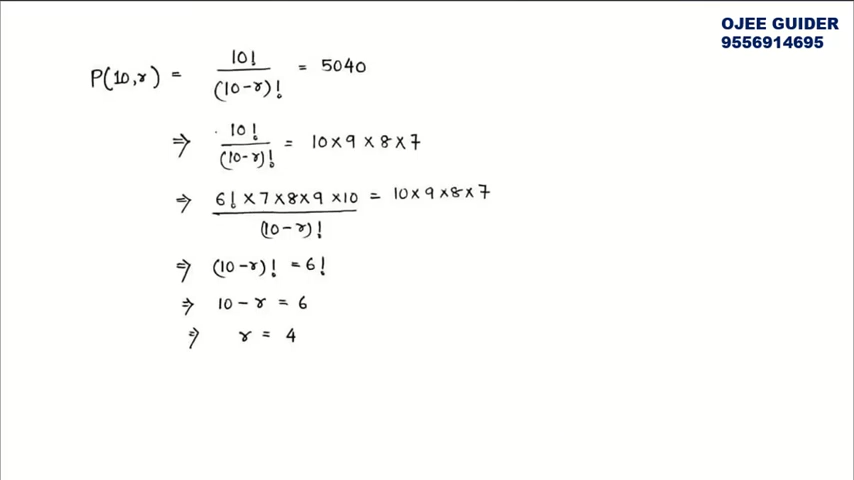 OJEE GUIDER
9556914695
P(10,r) = 10! / (10-r)! = 5040
⇒ 10! / (10-r)! = 10×9×8×7
⇒ 6!×7×8×9×10 / (10-r)! = 10×9×8×7
⇒ (10-r)! = 6!
⇒ 10-r = 6
⇒ r = 4